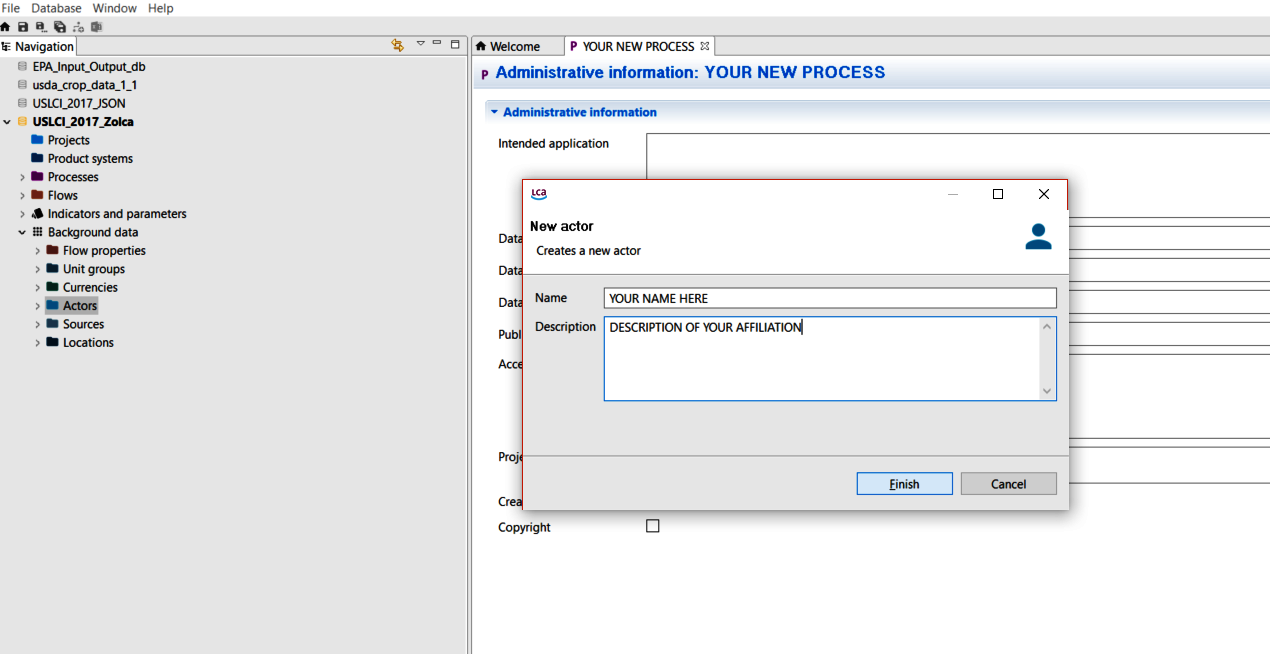 File Database Window Help
Navigation
EPA_Input_Output_db
usda_crop_data_1_1
USLCI_2017_JSON
USLCI_2017_Zolca
Projects
Product systems
Processes
Flows
Indicators and parameters
Background data
Flow properties
Unit groups
Currencies
Actors
Sources
Locations
Welcome
P YOUR NEW PROCESS
P Administrative information: YOUR NEW PROCESS
Administrative information
Intended application
Data
Data
Data
Publ
Acce
Proje
Crea
Copyright
LCA
New actor
Creates a new actor
Name YOUR NAME HERE
Description DESCRIPTION OF YOUR AFFILIATION
Finish Cancel